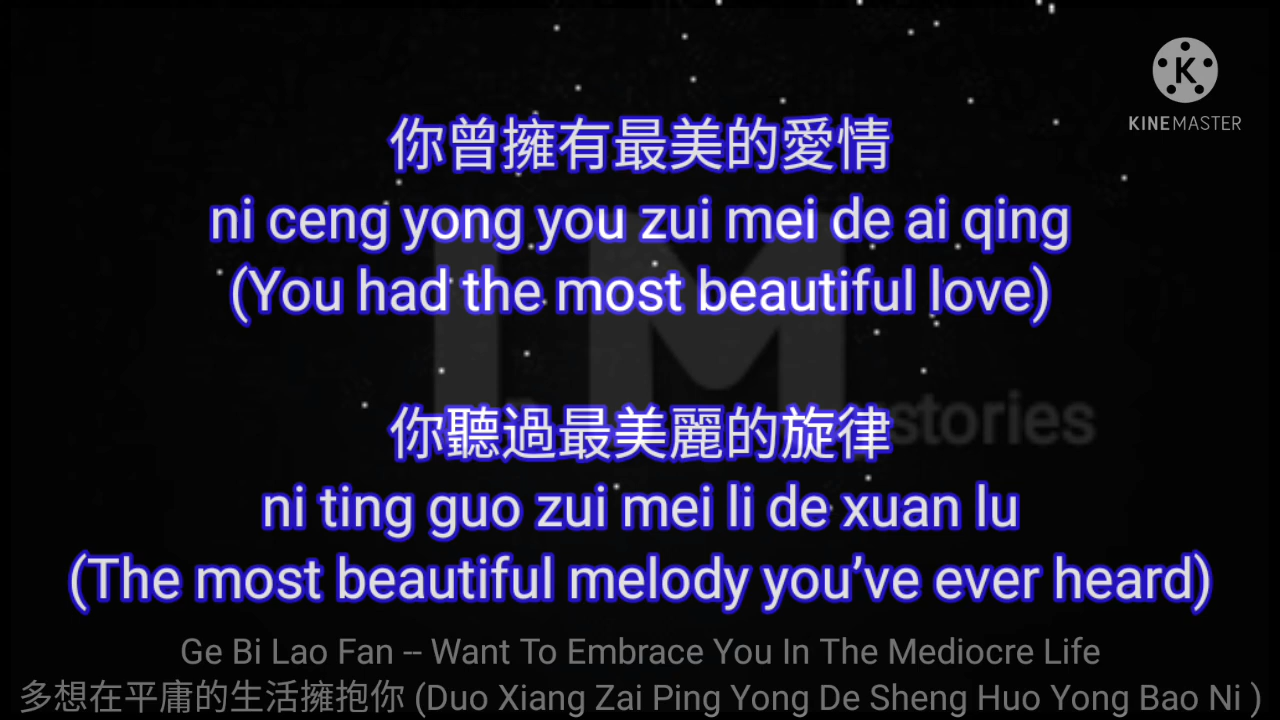 KINEMASTER
你曾擁有最美的愛情
ni ceng yong you zui mei de ai qing
(You had the most beautiful love)
你聽過最美麗的旋律
ni ting guo zui mei li de xuan lu
(The most beautiful melody you’ve ever heard)
stories
Ge Bi Lao Fan -- Want To Embrace You In The Mediocre Life
多想在平庸的生活擁抱你 (Duo Xiang Zai Ping Yong De Sheng Huo Yong Bao Ni )